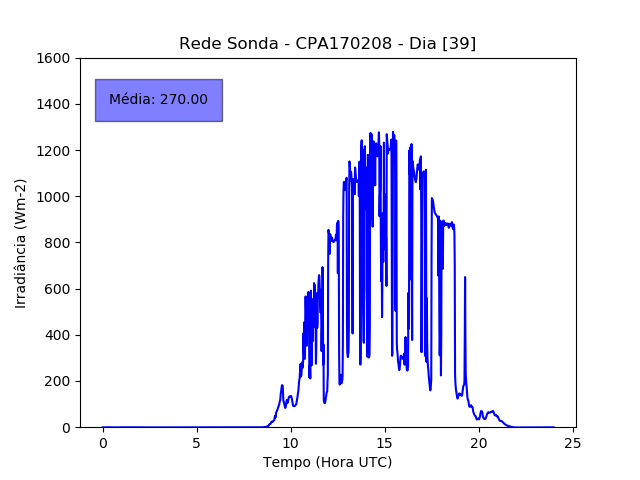 Rede Sonda - CPA170208 - Dia [39]
Média: 270.00
Irradiância (Wm-2)
1600
1400
1200
1000
800
600
400
200
0
0 5 10 15 20 25
Tempo (Hora UTC)